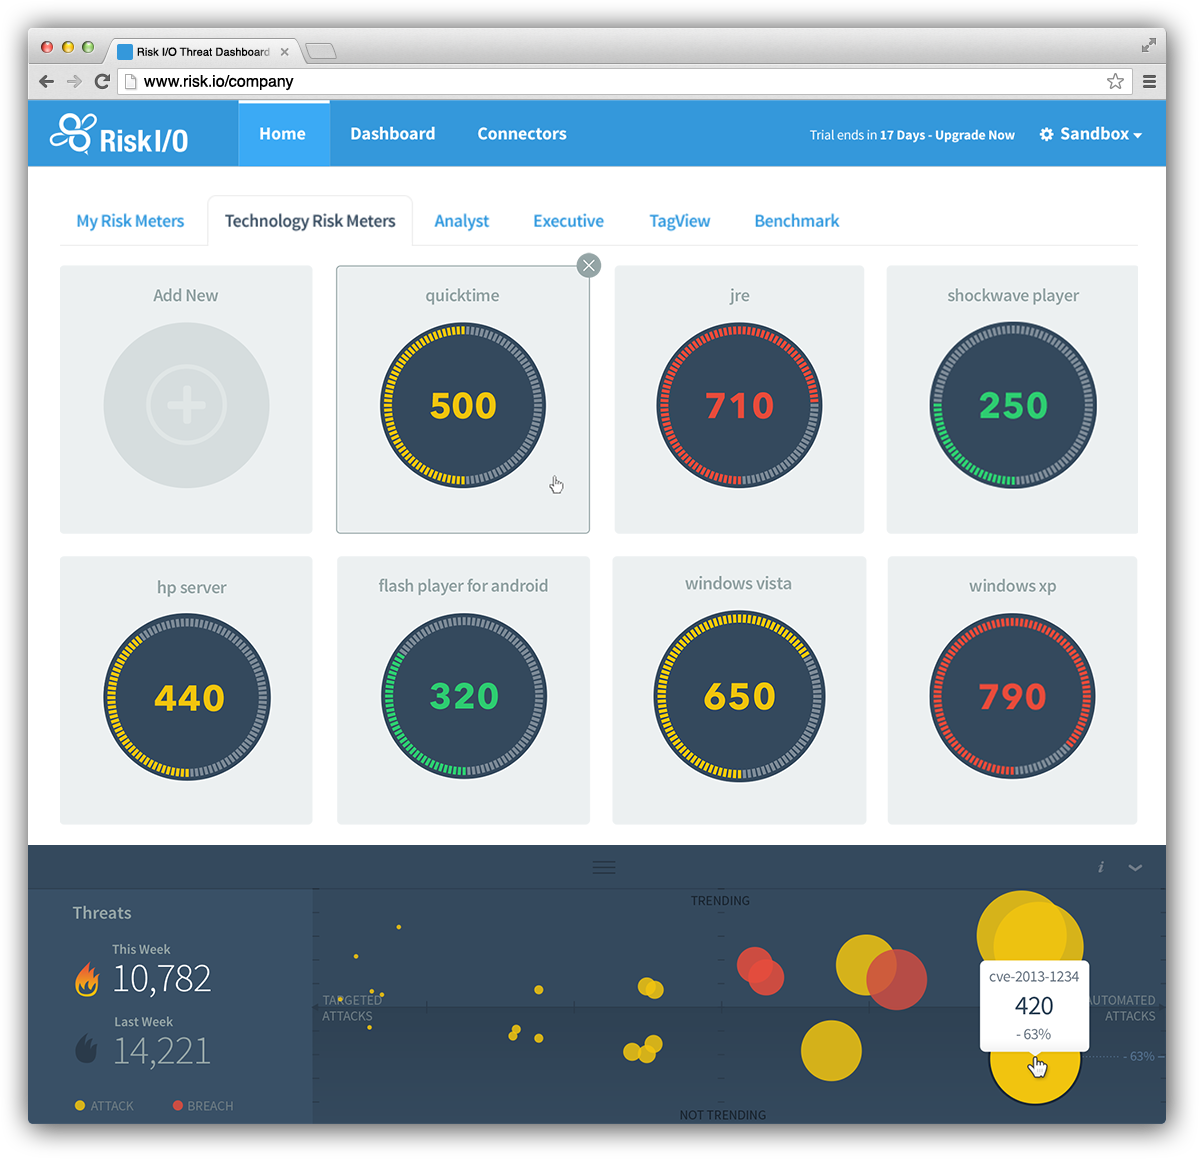 Risk I/O Threat Dashboard
www.risk.io/company
Risk I/O
Home
Dashboard
Connectors
Trial ends in 17 Days - Upgrade Now
Sandbox
My Risk Meters
Technology Risk Meters
Analyst
Executive
TagView
Benchmark
Add New
quicktime
500
jre
710
shockwave player
250
hp server
440
flash player for android
320
windows vista
650
windows xp
790
i
Threats
This Week
10,782
Last Week
14,221
ATTACK
BREACH
TRENDING
TARGETED
ATTACKS
cve-2013-1234
420
- 63%
UTOMATED
ATTACKS
- 63%
NOT TRENDING